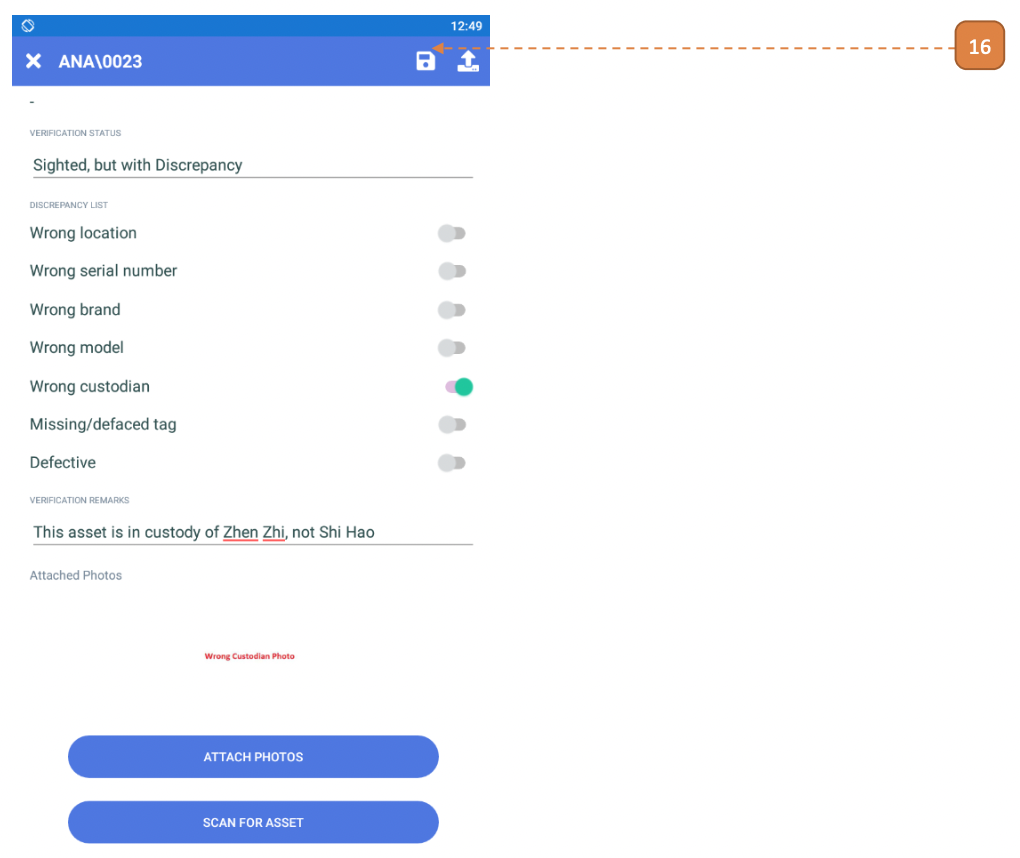 12:49
ANA\0023
16
-
VERIFICATION STATUS
Sighted, but with Discrepancy
DISCREPANCY LIST
Wrong location
Wrong serial number
Wrong brand
Wrong model
Wrong custodian
Missing/defaced tag
Defective
VERIFICATION REMARKS
This asset is in custody of Zhen Zhi, not Shi Hao
Attached Photos
Wrong Custodian Photo
ATTACH PHOTOS
SCAN FOR ASSET